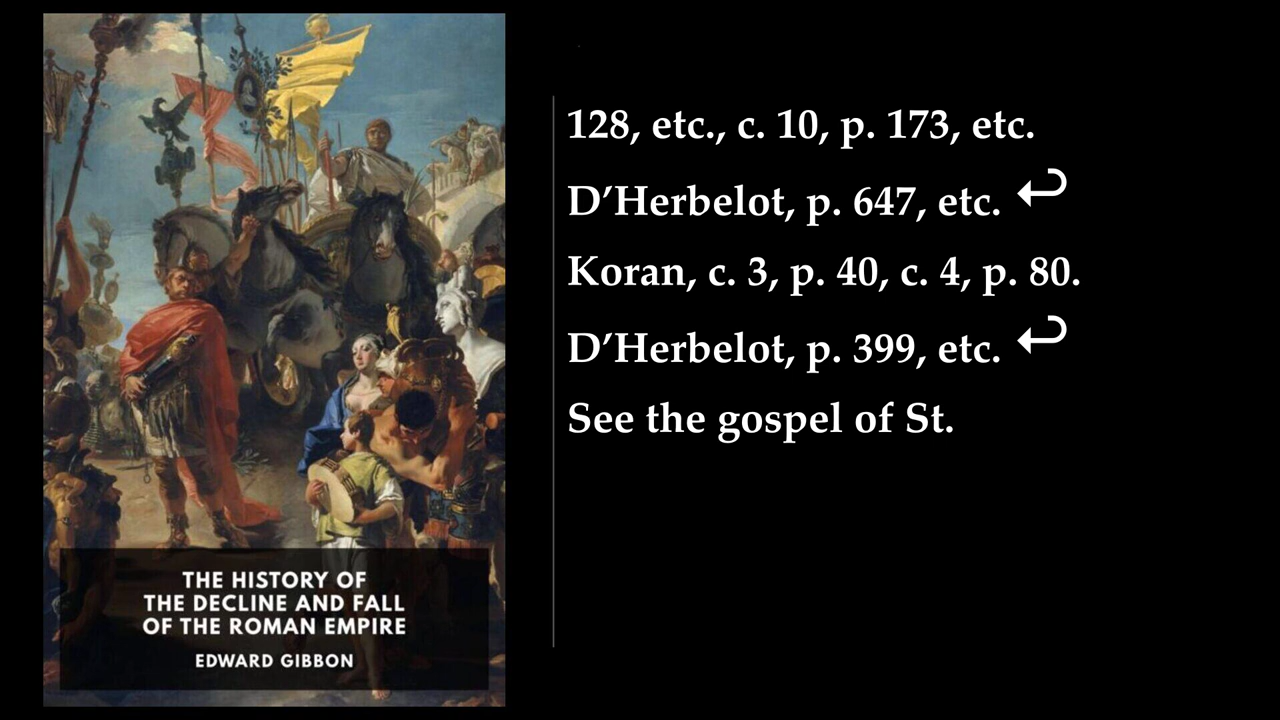 128, etc., c. 10, p. 173, etc.
D’Herbelot, p. 647, etc. ↩
Koran, c. 3, p. 40, c. 4, p. 80.
D’Herbelot, p. 399, etc. ↩
See the gospel of St.
THE HISTORY OF
THE DECLINE AND FALL
OF THE ROMAN EMPIRE
EDWARD GIBBON